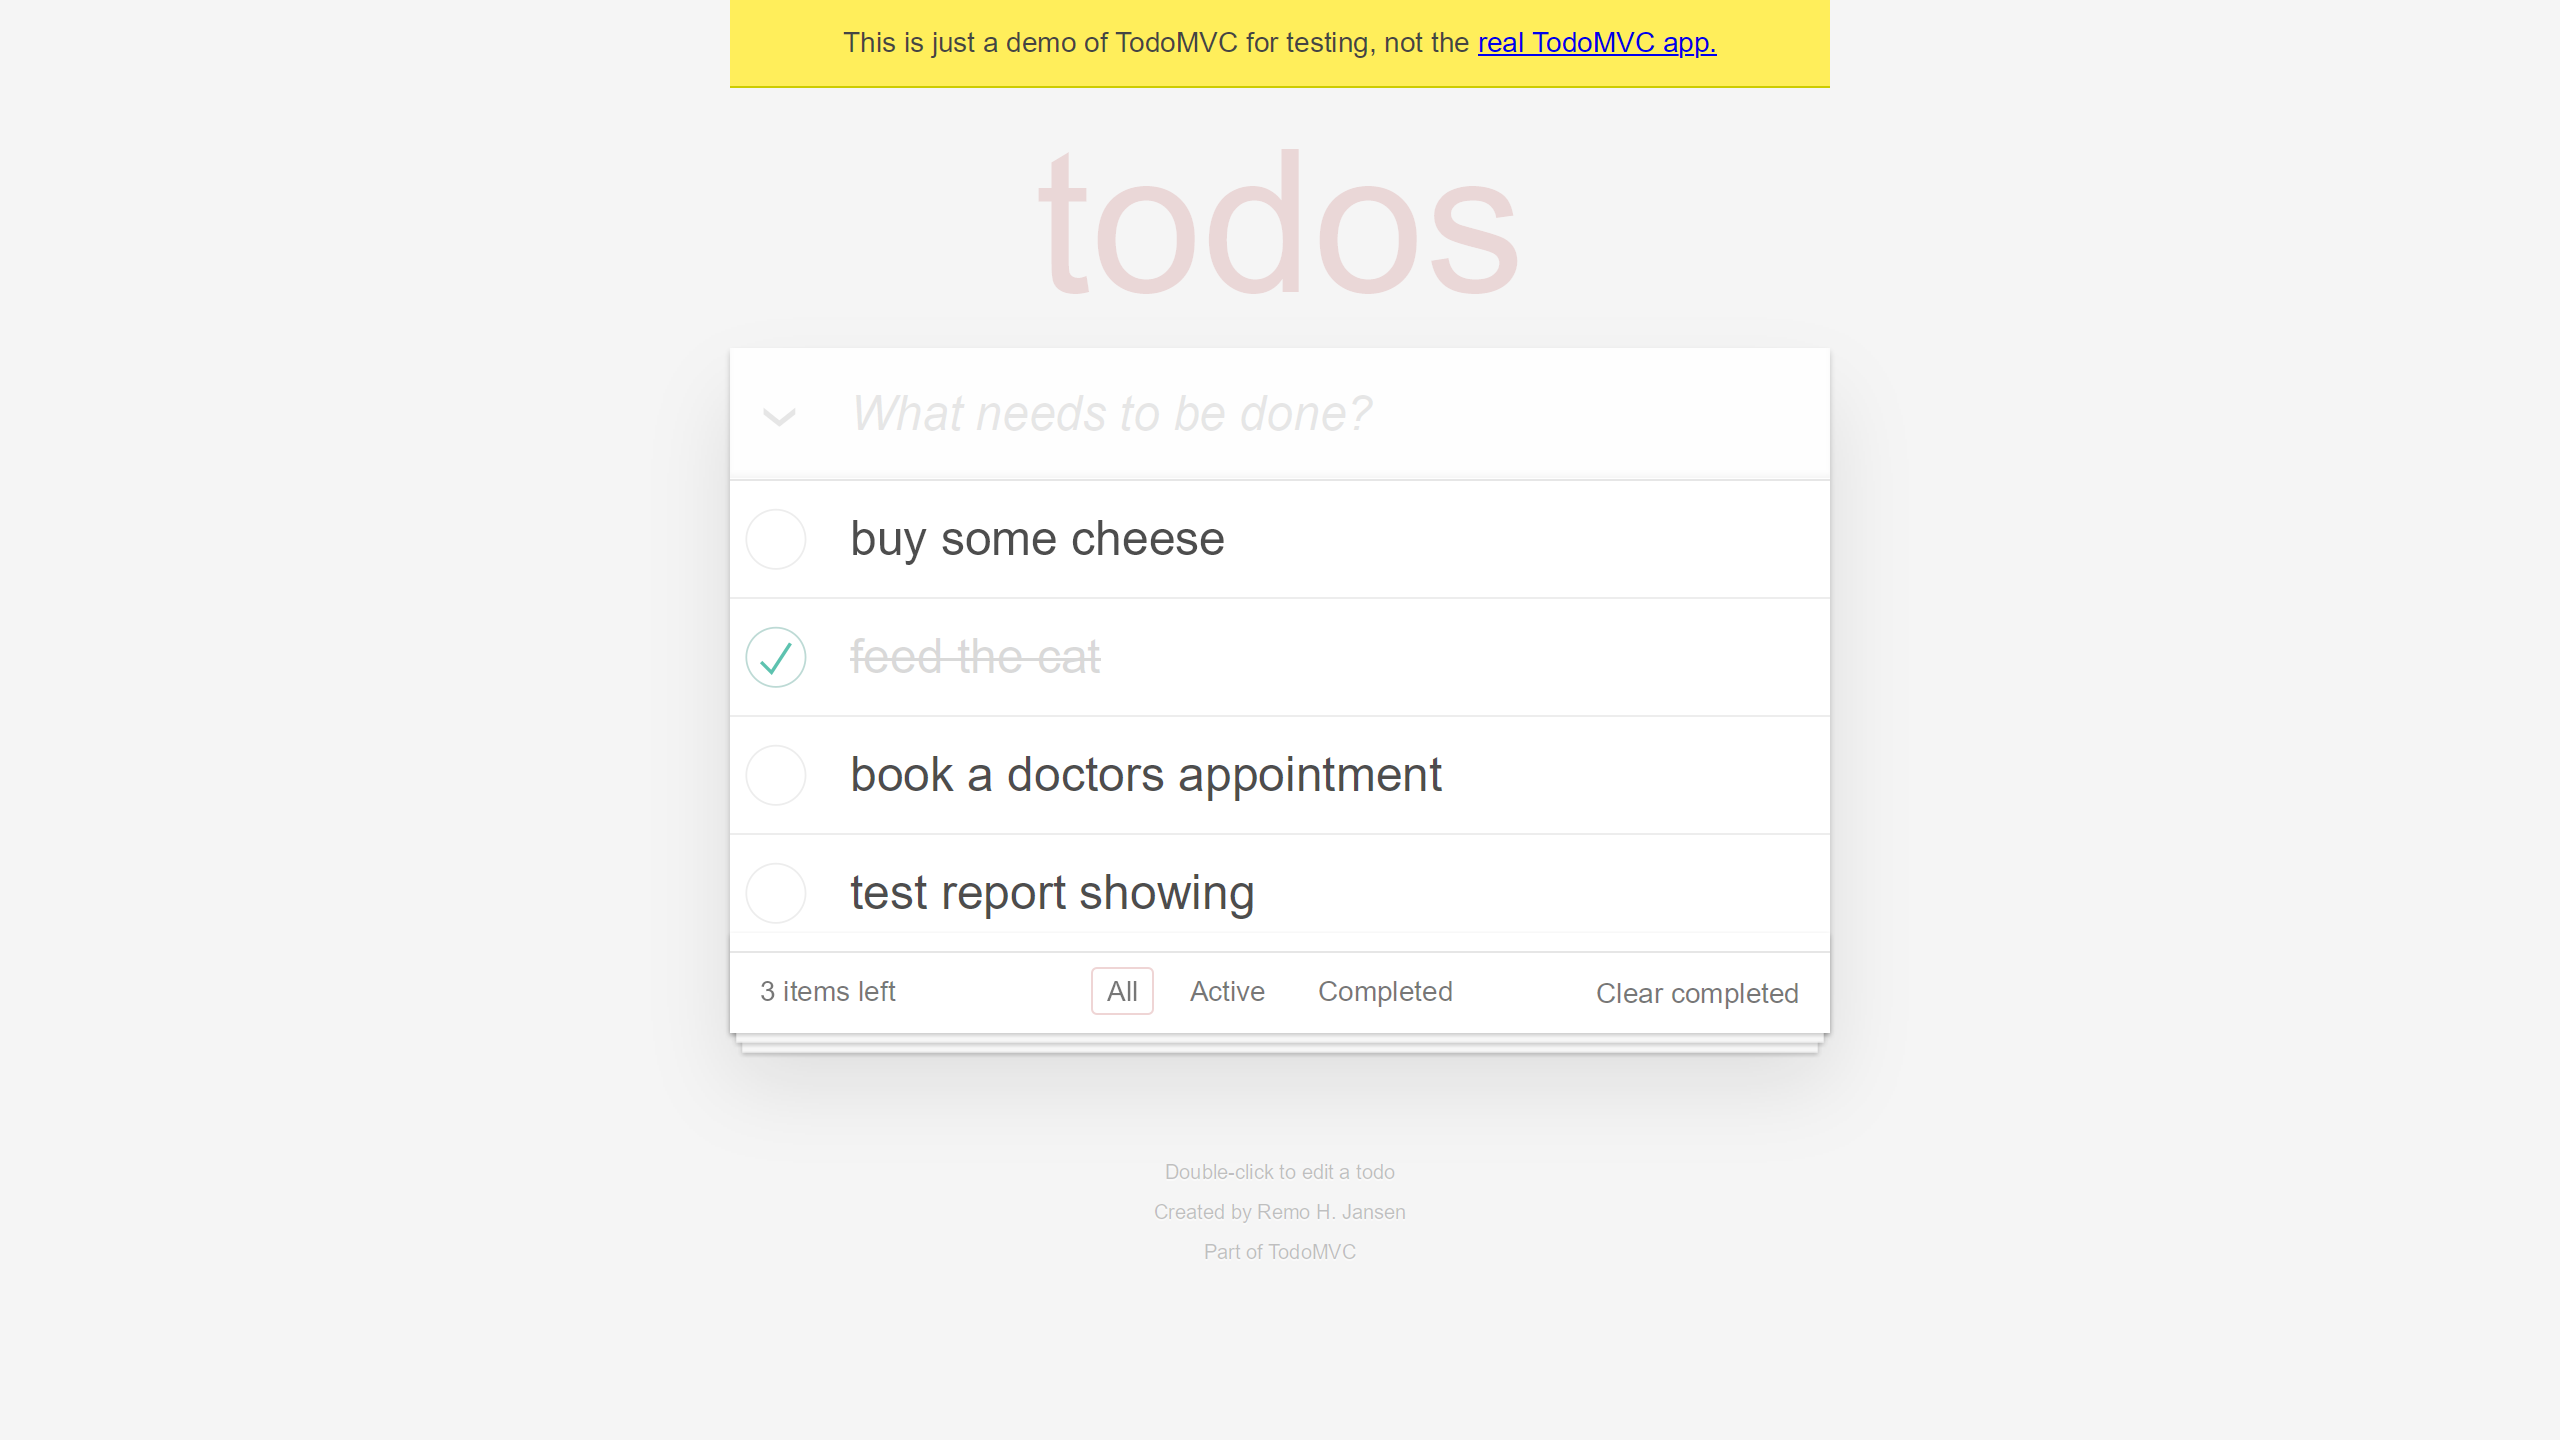 This is just a demo of TodoMVC for testing, not the real TodoMVC app.
todos
What needs to be done?
buy some cheese
feed the cat
book a doctors appointment
test report showing
3 items left All Active Completed Clear completed
Double-click to edit a todo
Created by Remo H. Jansen
Part of TodoMVC